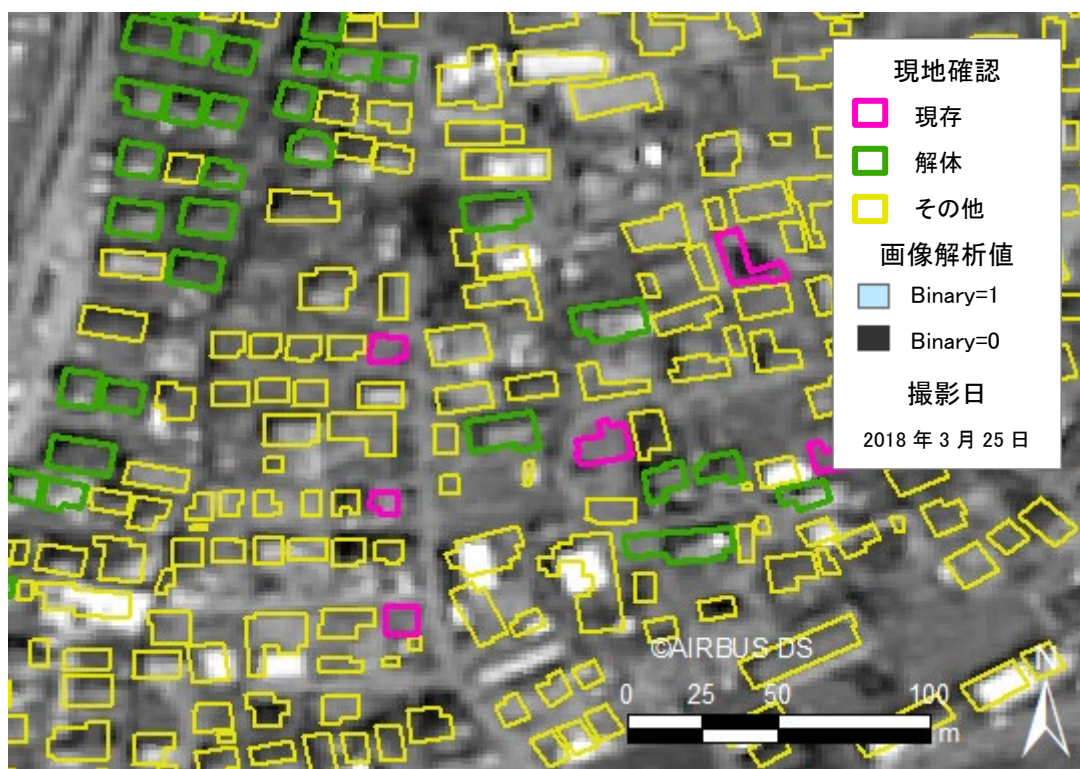 現地確認
現存
解体
その他
画像解析値
Binary=1
Binary=0
撮影日
2018 年 3 月 25 日
©AIRBUS DS
N
0 25 50 100
m